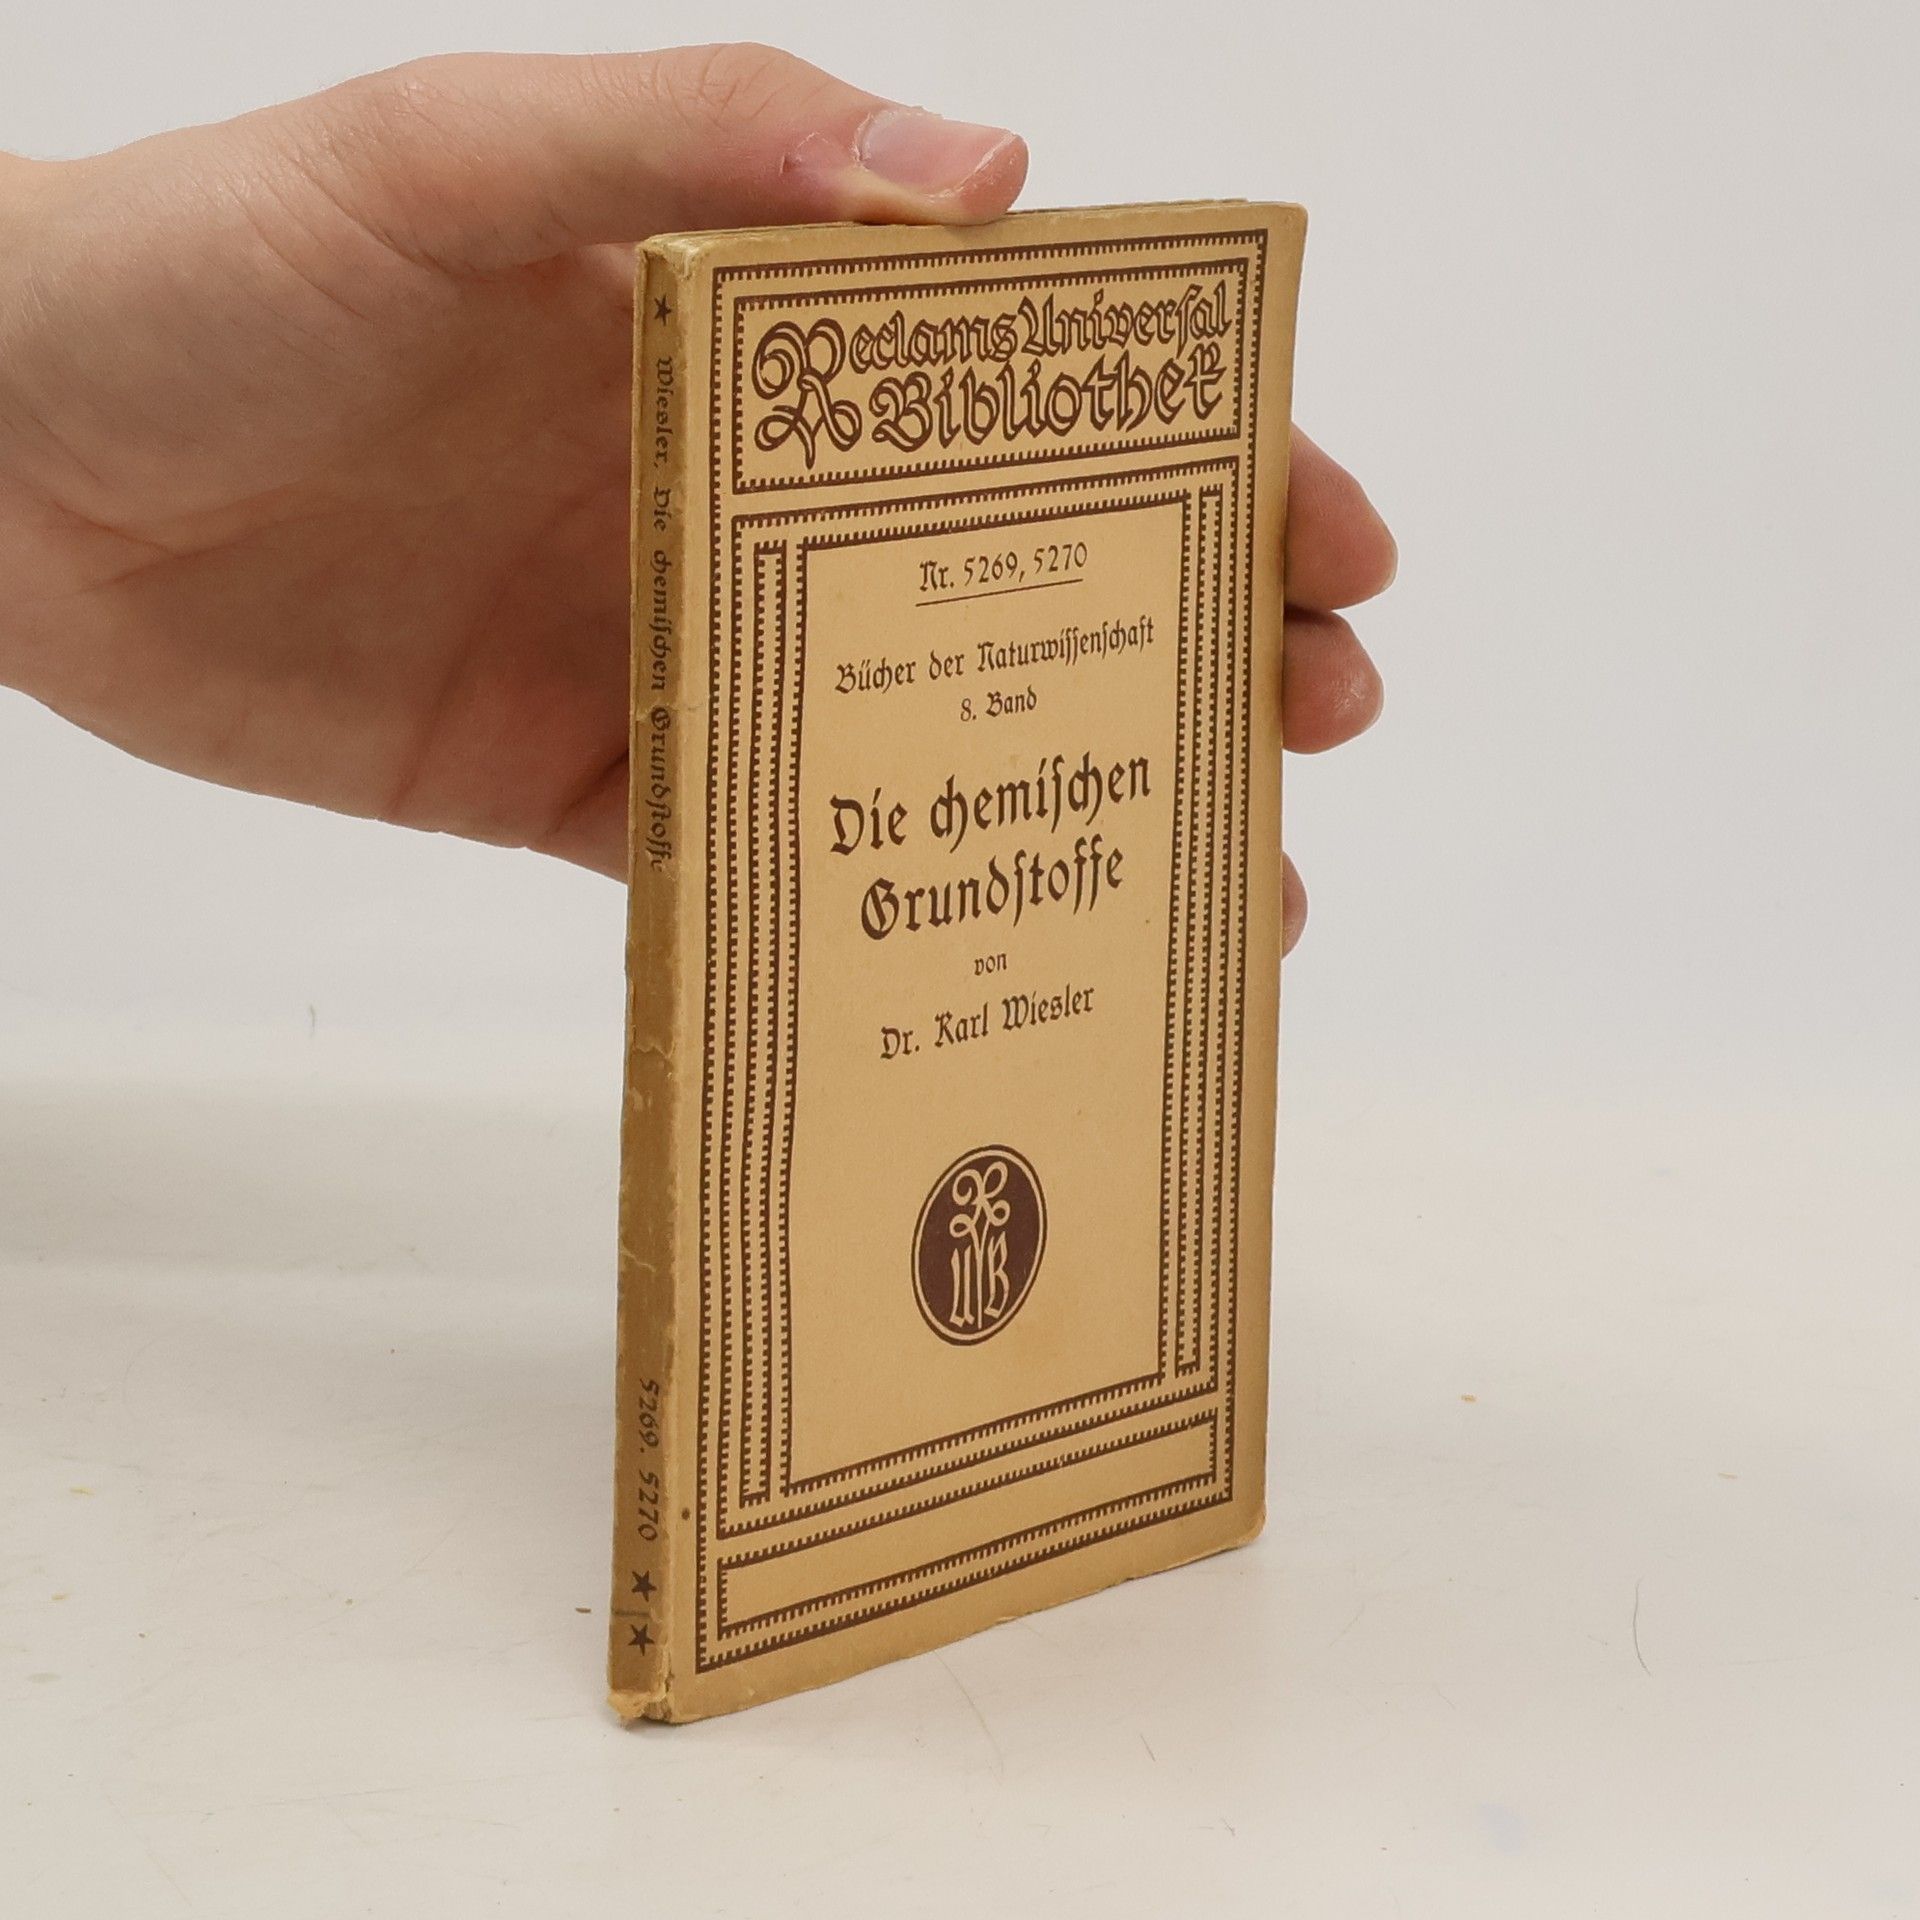 Reclams Universal
Bibliothek
Nr. 5269, 5270
Bücher der Naturwiſſenſchaft
8. Band
Die chemiſchen
Grundſtoffe
von
Dr. Karl Wiesler
RUB
★ Wiesler, Die chemiſchen Grundſtoffe 5269. 5270 ★★